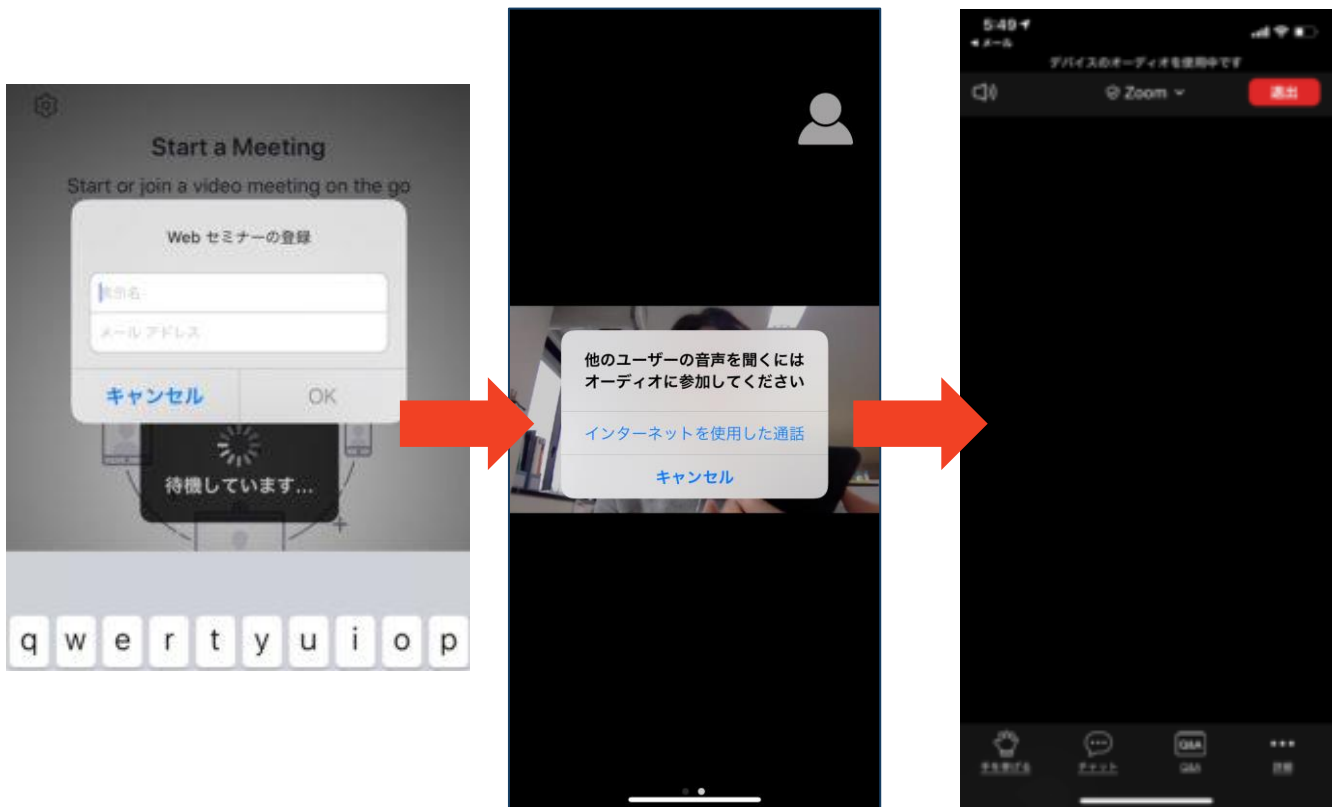 Start a Meeting
Start or join a video meeting on the go
Web セミナーの登録
表示名
メール アドレス
キャンセル
OK
待機しています...
q w e r t y u i o p
他のユーザーの音声を聞くには
オーディオに参加してください
インターネットを使用した通話
キャンセル
5:49
メール
デバイスのオーディオを使用中です
Zoom
退出
手を挙げる
チャット
Q&A
Q&A
詳細